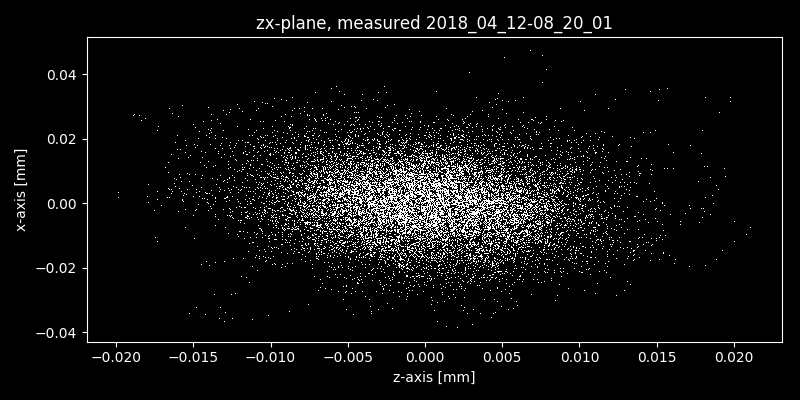 zx-plane, measured 2018_04_12-08_20_01
0.04
0.02
0.00
−0.02
−0.04
x-axis [mm]
−0.020 −0.015 −0.010 −0.005 0.000 0.005 0.010 0.015 0.020
z-axis [mm]